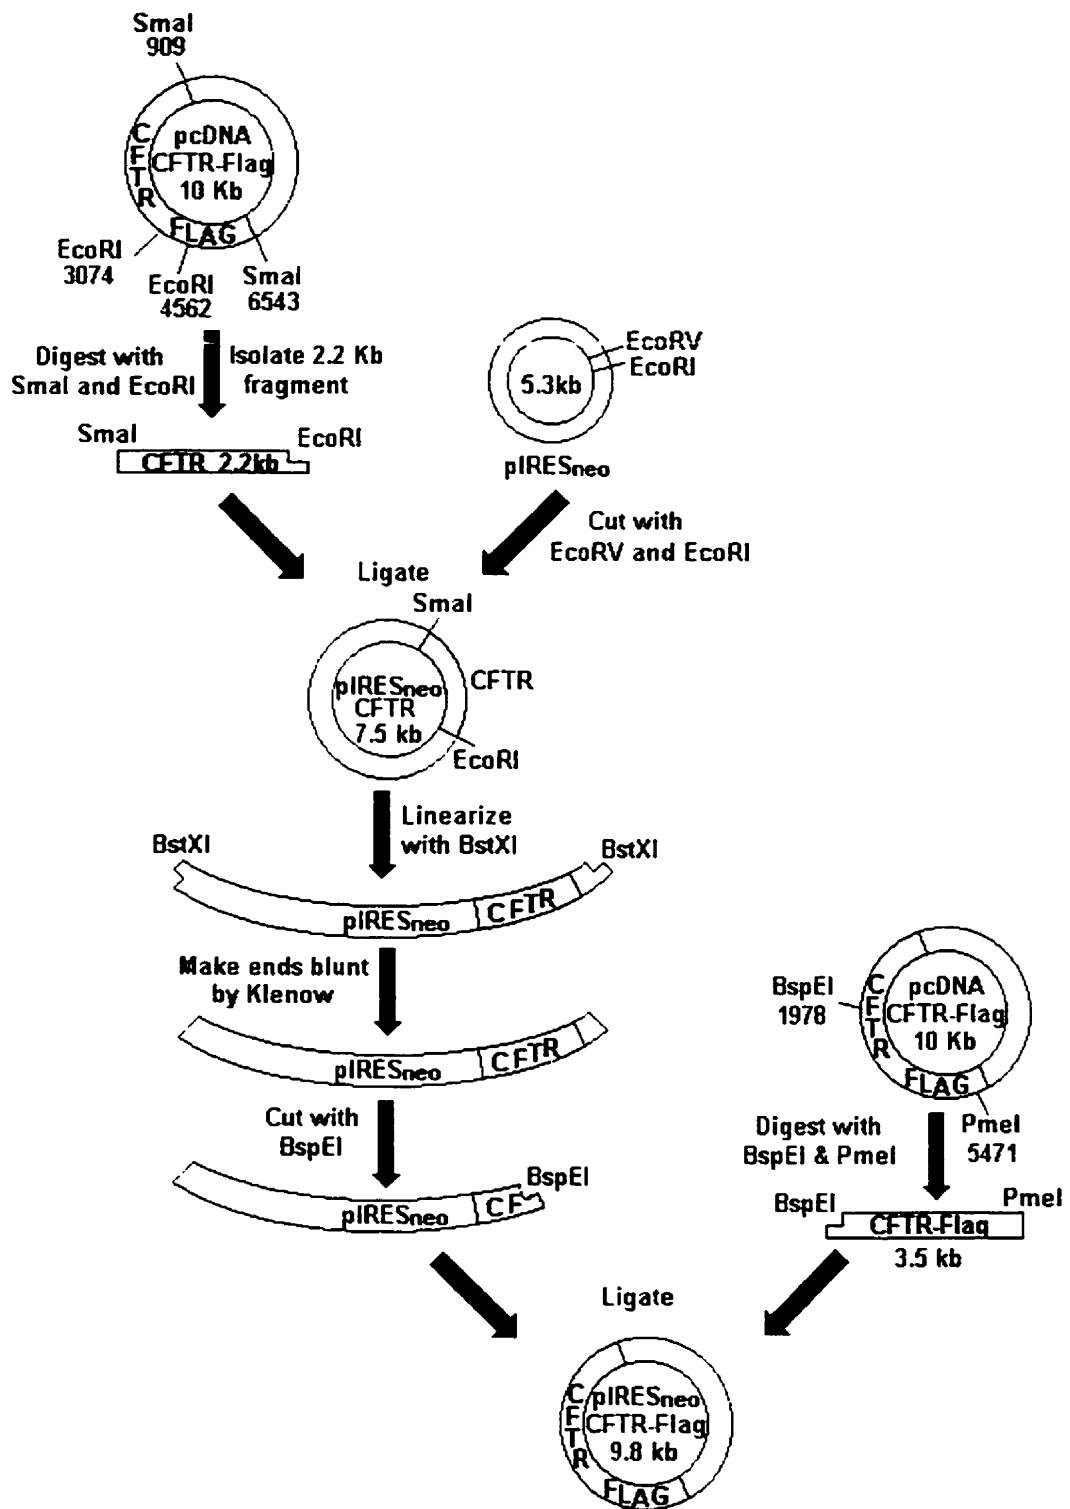 SmaI
909
CFTR
pcDNA
CFTR-Flag
10 Kb
FLAG
EcoRI
3074
EcoRI
4562
SmaI
6543
Digest with
SmaI and EcoRI
Isolate 2.2 Kb
fragment
EcoRV
EcoRI
5.3kb
pIRESneo
SmaI
EcoRI
CFTR 2.2kb
Cut with
EcoRV and EcoRI
Ligate
SmaI
pIRESneo
CFTR
7.5 kb
CFTR
EcoRI
Linearize
with BstXI
BstXI
BstXI
pIRESneo
CFTR
Make ends blunt
by Klenow
pIRESneo
CFTR
Cut with
BspEI
BspEI
pIRESneo
CF
BspEI
1978
CFTR
pcDNA
CFTR-Flag
10 Kb
FLAG
PmeI
5471
Digest with
BspEI & PmeI
BspEI
PmeI
CFTR-Flag
3.5 kb
Ligate
CFTR
pIRESneo
CFTR-Flag
9.8 kb
FLAG